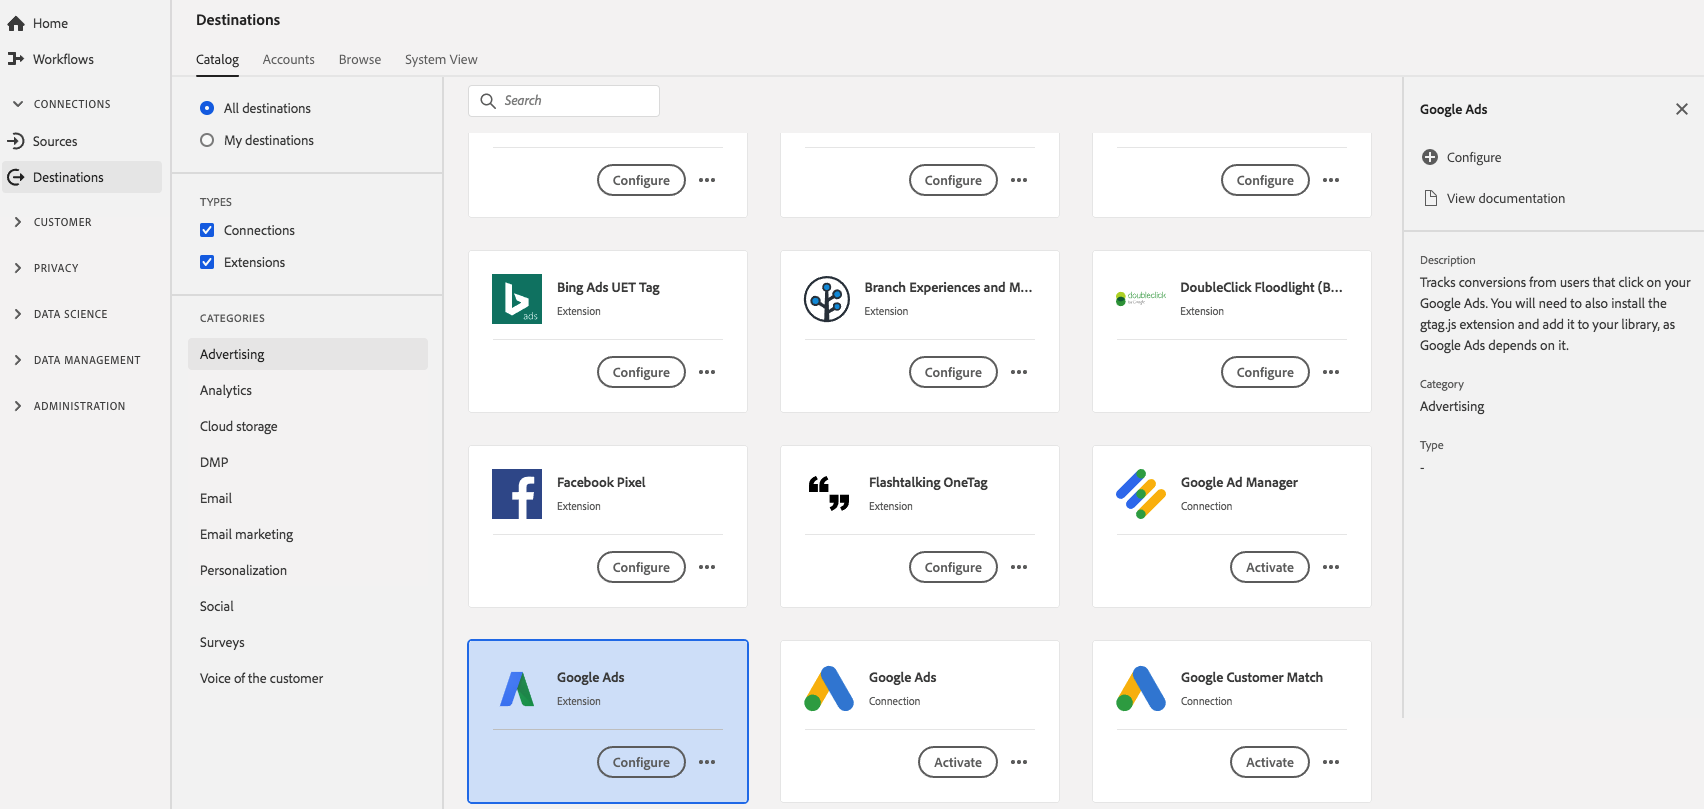 Home
Workflows
CONNECTIONS
Sources
Destinations
CUSTOMER
PRIVACY
DATA SCIENCE
DATA MANAGEMENT
ADMINISTRATION
Destinations
Catalog Accounts Browse System View
All destinations
My destinations
TYPES
Connections
Extensions
CATEGORIES
Advertising
Analytics
Cloud storage
DMP
Email
Email marketing
Personalization
Social
Surveys
Voice of the customer
Search
Configure
Configure
Configure
ads
Bing Ads UET Tag
Extension
Configure
Branch Experiences and M...
Extension
Configure
doubleclick
by Google
DoubleClick Floodlight (B...
Extension
Configure
Facebook Pixel
Extension
Configure
Flashtalking OneTag
Extension
Configure
Google Ad Manager
Connection
Activate
Google Ads
Extension
Configure
Google Ads
Connection
Activate
Google Customer Match
Connection
Activate
Google Ads
Configure
View documentation
Description
Tracks conversions from users that click on your
Google Ads. You will need to also install the
gtag.js extension and add it to your library, as
Google Ads depends on it.
Category
Advertising
Type
-